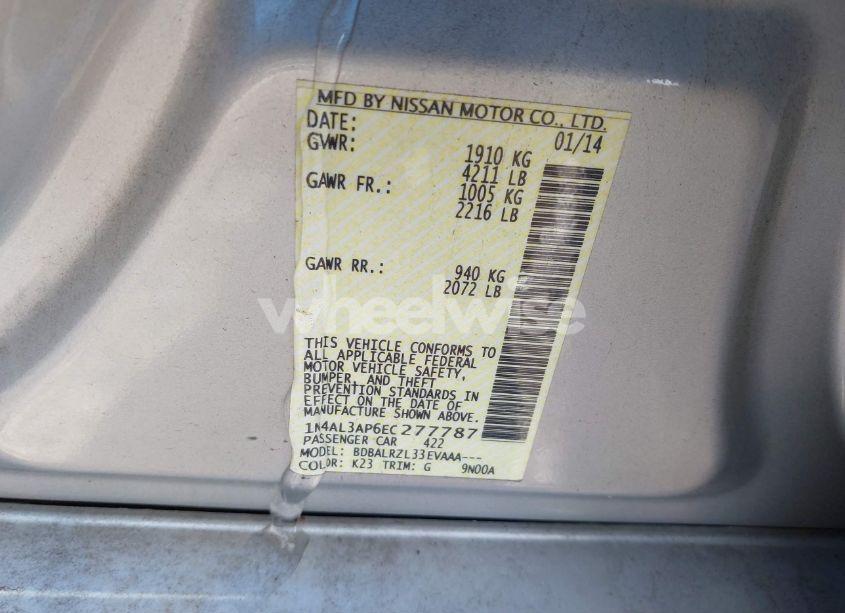 MFD BY NISSAN MOTOR CO., LTD.
DATE: 01/14
GVWR: 1910 KG
4211 LB
GAWR FR.: 1005 KG
2216 LB
GAWR RR.: 940 KG
2072 LB
wheelwise
THIS VEHICLE CONFORMS TO
ALL APPLICABLE FEDERAL
MOTOR VEHICLE SAFETY,
BUMPER, AND THEFT
PREVENTION STANDARDS IN
EFFECT ON THE DATE OF
MANUFACTURE SHOWN ABOVE.
1N4AL3AP6EC277787
PASSENGER CAR 422
MODEL: BDBALRZL33EVAAA---
COLOR: K23 TRIM: G 9N00A